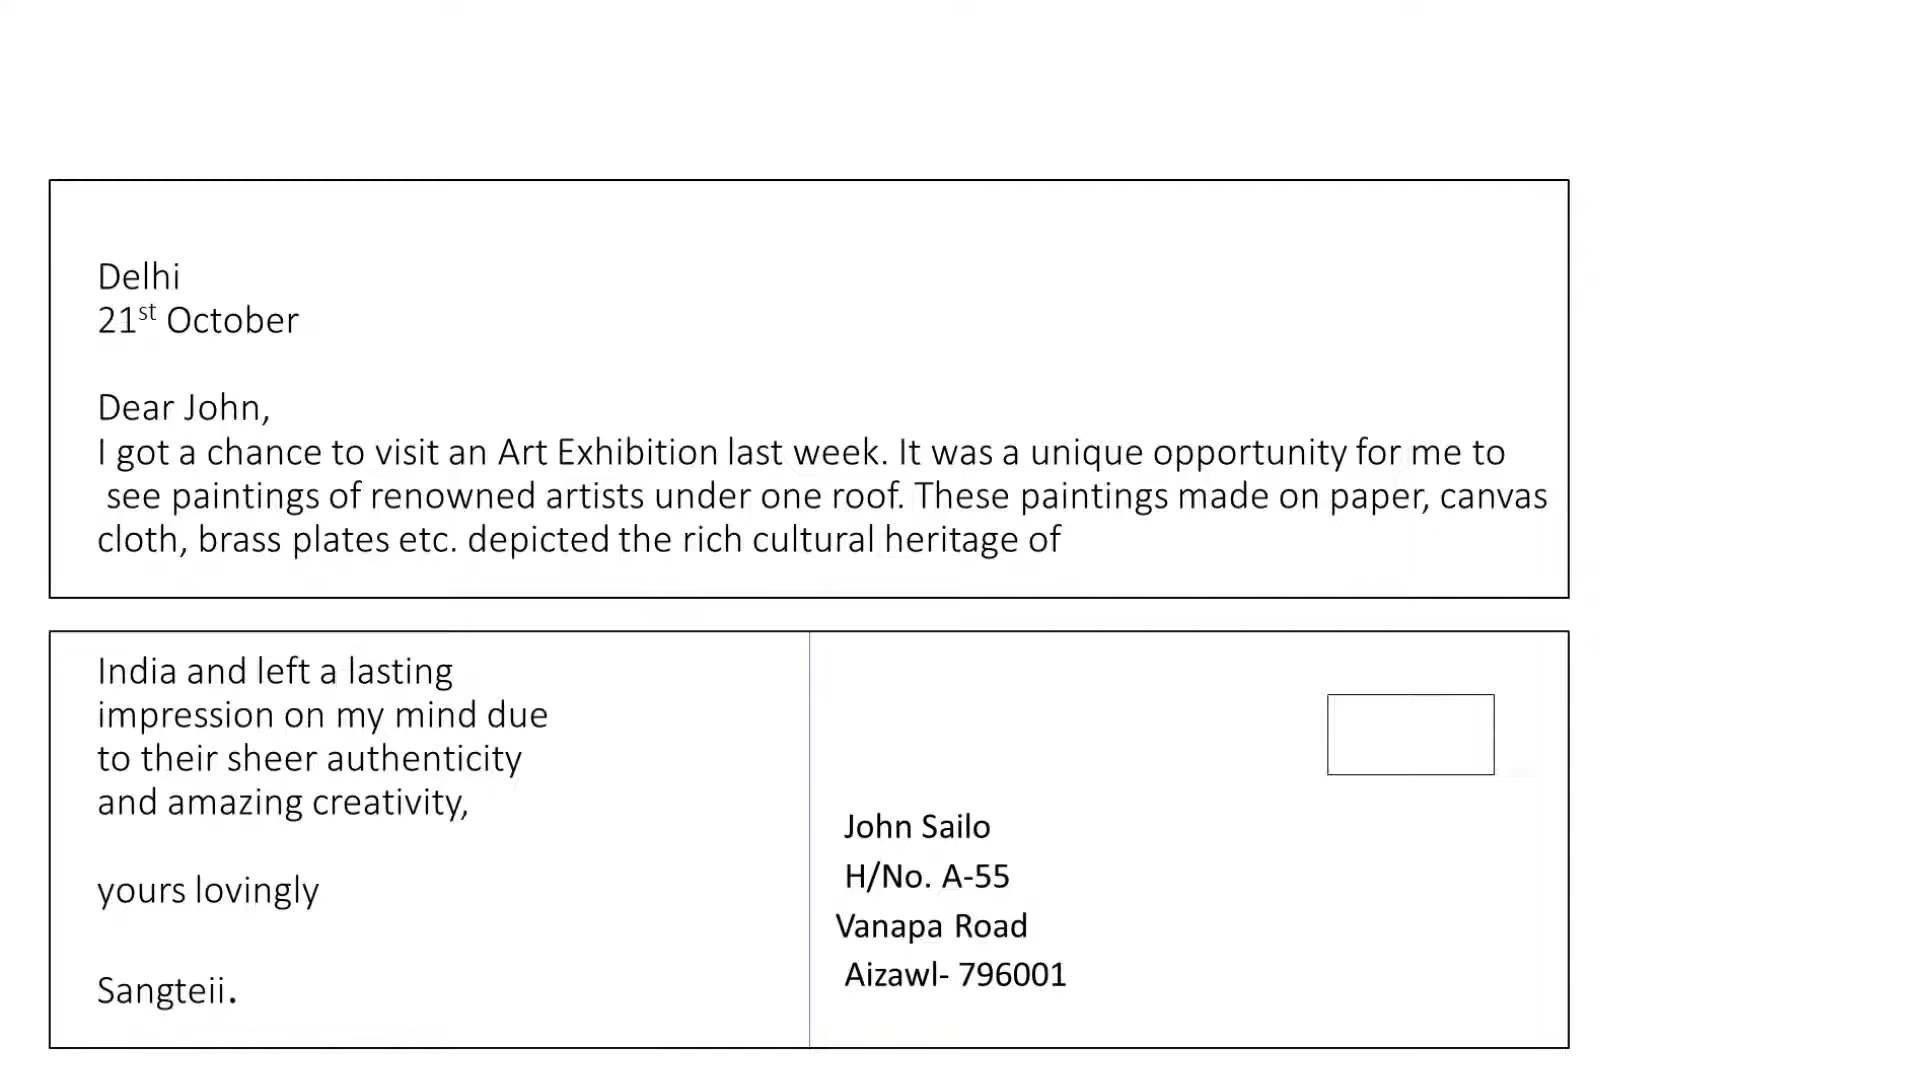 Delhi
21st October
Dear John,
I got a chance to visit an Art Exhibition last week. It was a unique opportunity for me to
see paintings of renowned artists under one roof. These paintings made on paper, canvas
cloth, brass plates etc. depicted the rich cultural heritage of
India and left a lasting
impression on my mind due
to their sheer authenticity
and amazing creativity,
yours lovingly
Sangteii.
John Sailo
H/No. A-55
Vanapa Road
Aizawl- 796001